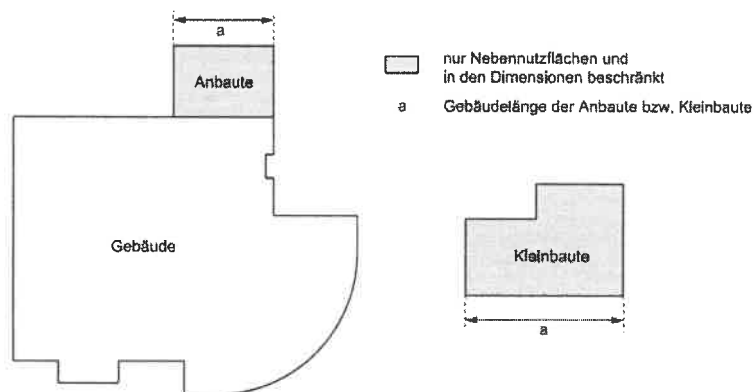 a
Anbaute
nur Nebennutzflächen und
in den Dimensionen beschränkt
a Gebäudelänge der Anbaute bzw. Kleinbaute
Gebäude
Kleinbaute
a